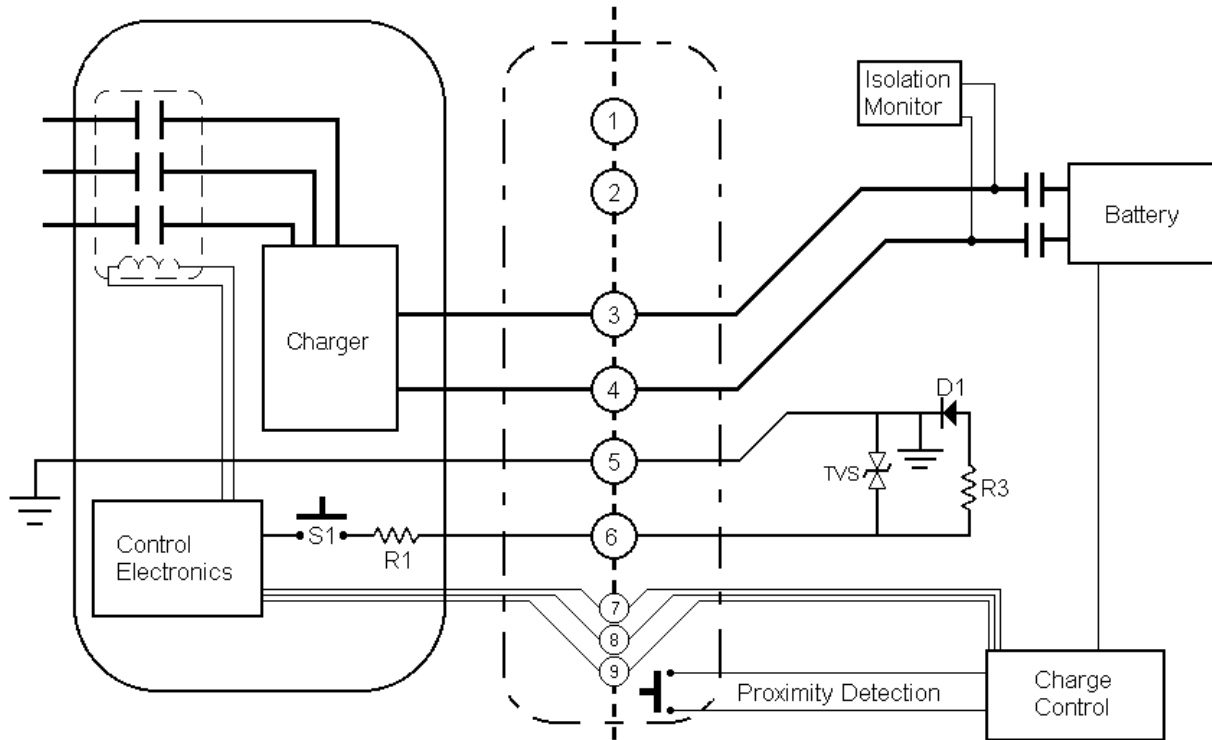 Isolation
Monitor
1
2
Battery
3
Charger
4
D1
5
TVS
R3
Control
Electronics
S1
R1
6
7
8
9
Proximity Detection
Charge
Control